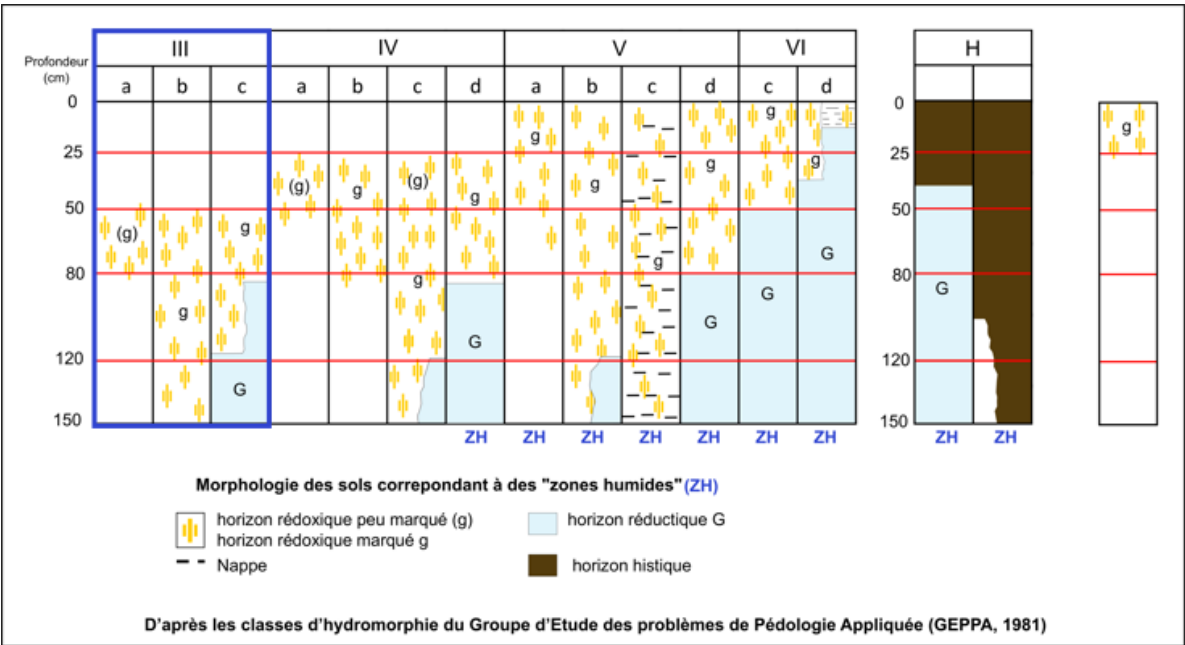 III IV V VI H
Profondeur
(cm)
a b c a b c d a b c d c d
0 0
25 25
50 50
80 80
120 120
150 150
g g g
g
(g) g (g) g g g g
(g) g
g g g
g
G G G
G G
G
ZH ZH ZH ZH ZH ZH ZH ZH ZH
Morphologie des sols correpondant à des "zones humides" (ZH)
horizon rédoxique peu marqué (g) horizon réductique G
horizon rédoxique marqué g
Nappe horizon histique
D'après les classes d'hydromorphie du Groupe d'Etude des problèmes de Pédologie Appliquée (GEPPA, 1981)